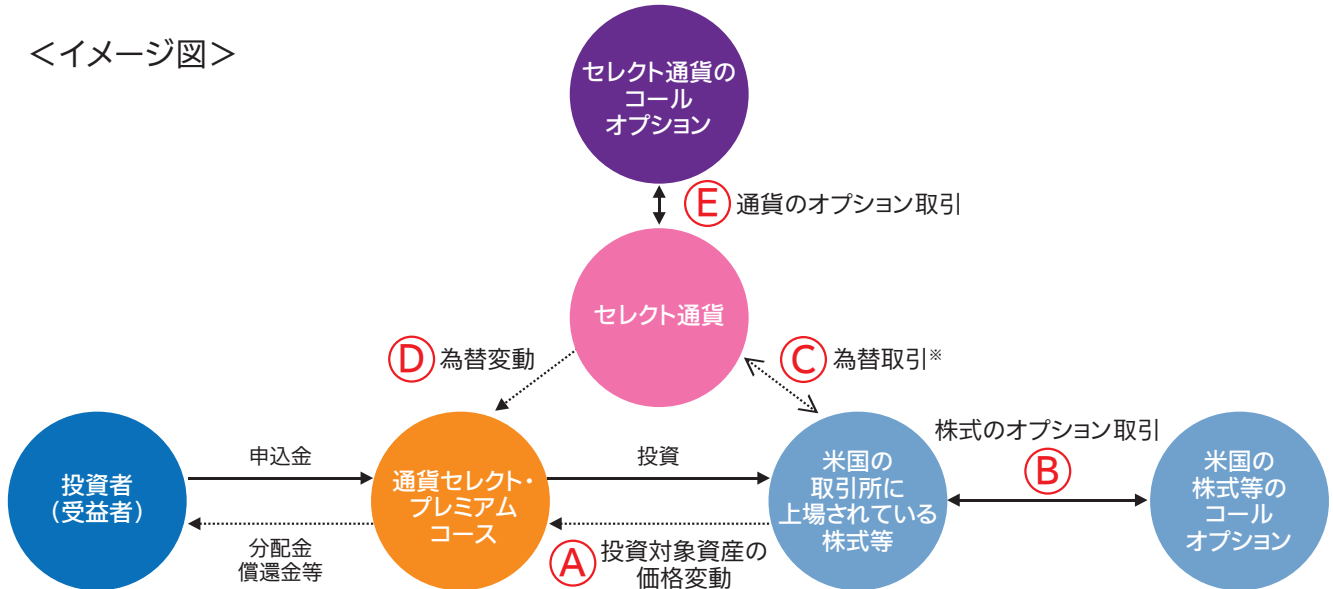 ＜イメージ図＞
セレクト通貨の
コール
オプション
E 通貨のオプション取引
セレクト通貨
D 為替変動
C 為替取引※
投資者
（受益者）
申込金
分配金
償還金等
通貨セレクト・
プレミアム
コース
投資
A 投資対象資産の
価格変動
米国の
取引所に
上場されている
株式等
株式のオプション取引
B
米国の
株式等の
コール
オプション